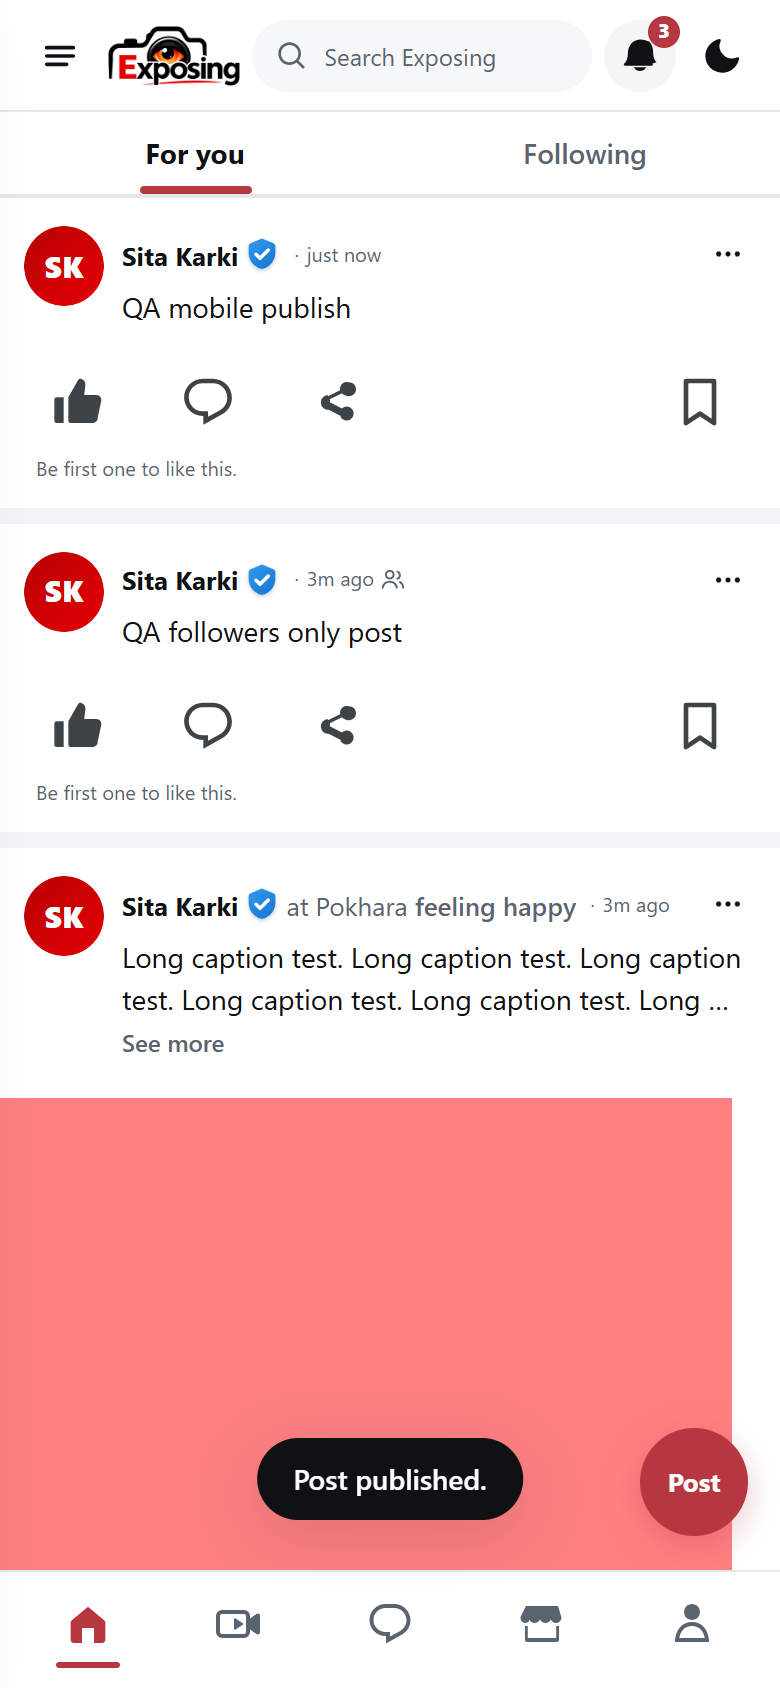 Exposing
Search Exposing
3
For you
Following
SK
Sita Karki · just now
QA mobile publish
Be first one to like this.
SK
Sita Karki · 3m ago
QA followers only post
Be first one to like this.
SK
Sita Karki at Pokhara feeling happy · 3m ago
Long caption test. Long caption test. Long caption
test. Long caption test. Long caption test. Long ...
See more
Post published.
Post